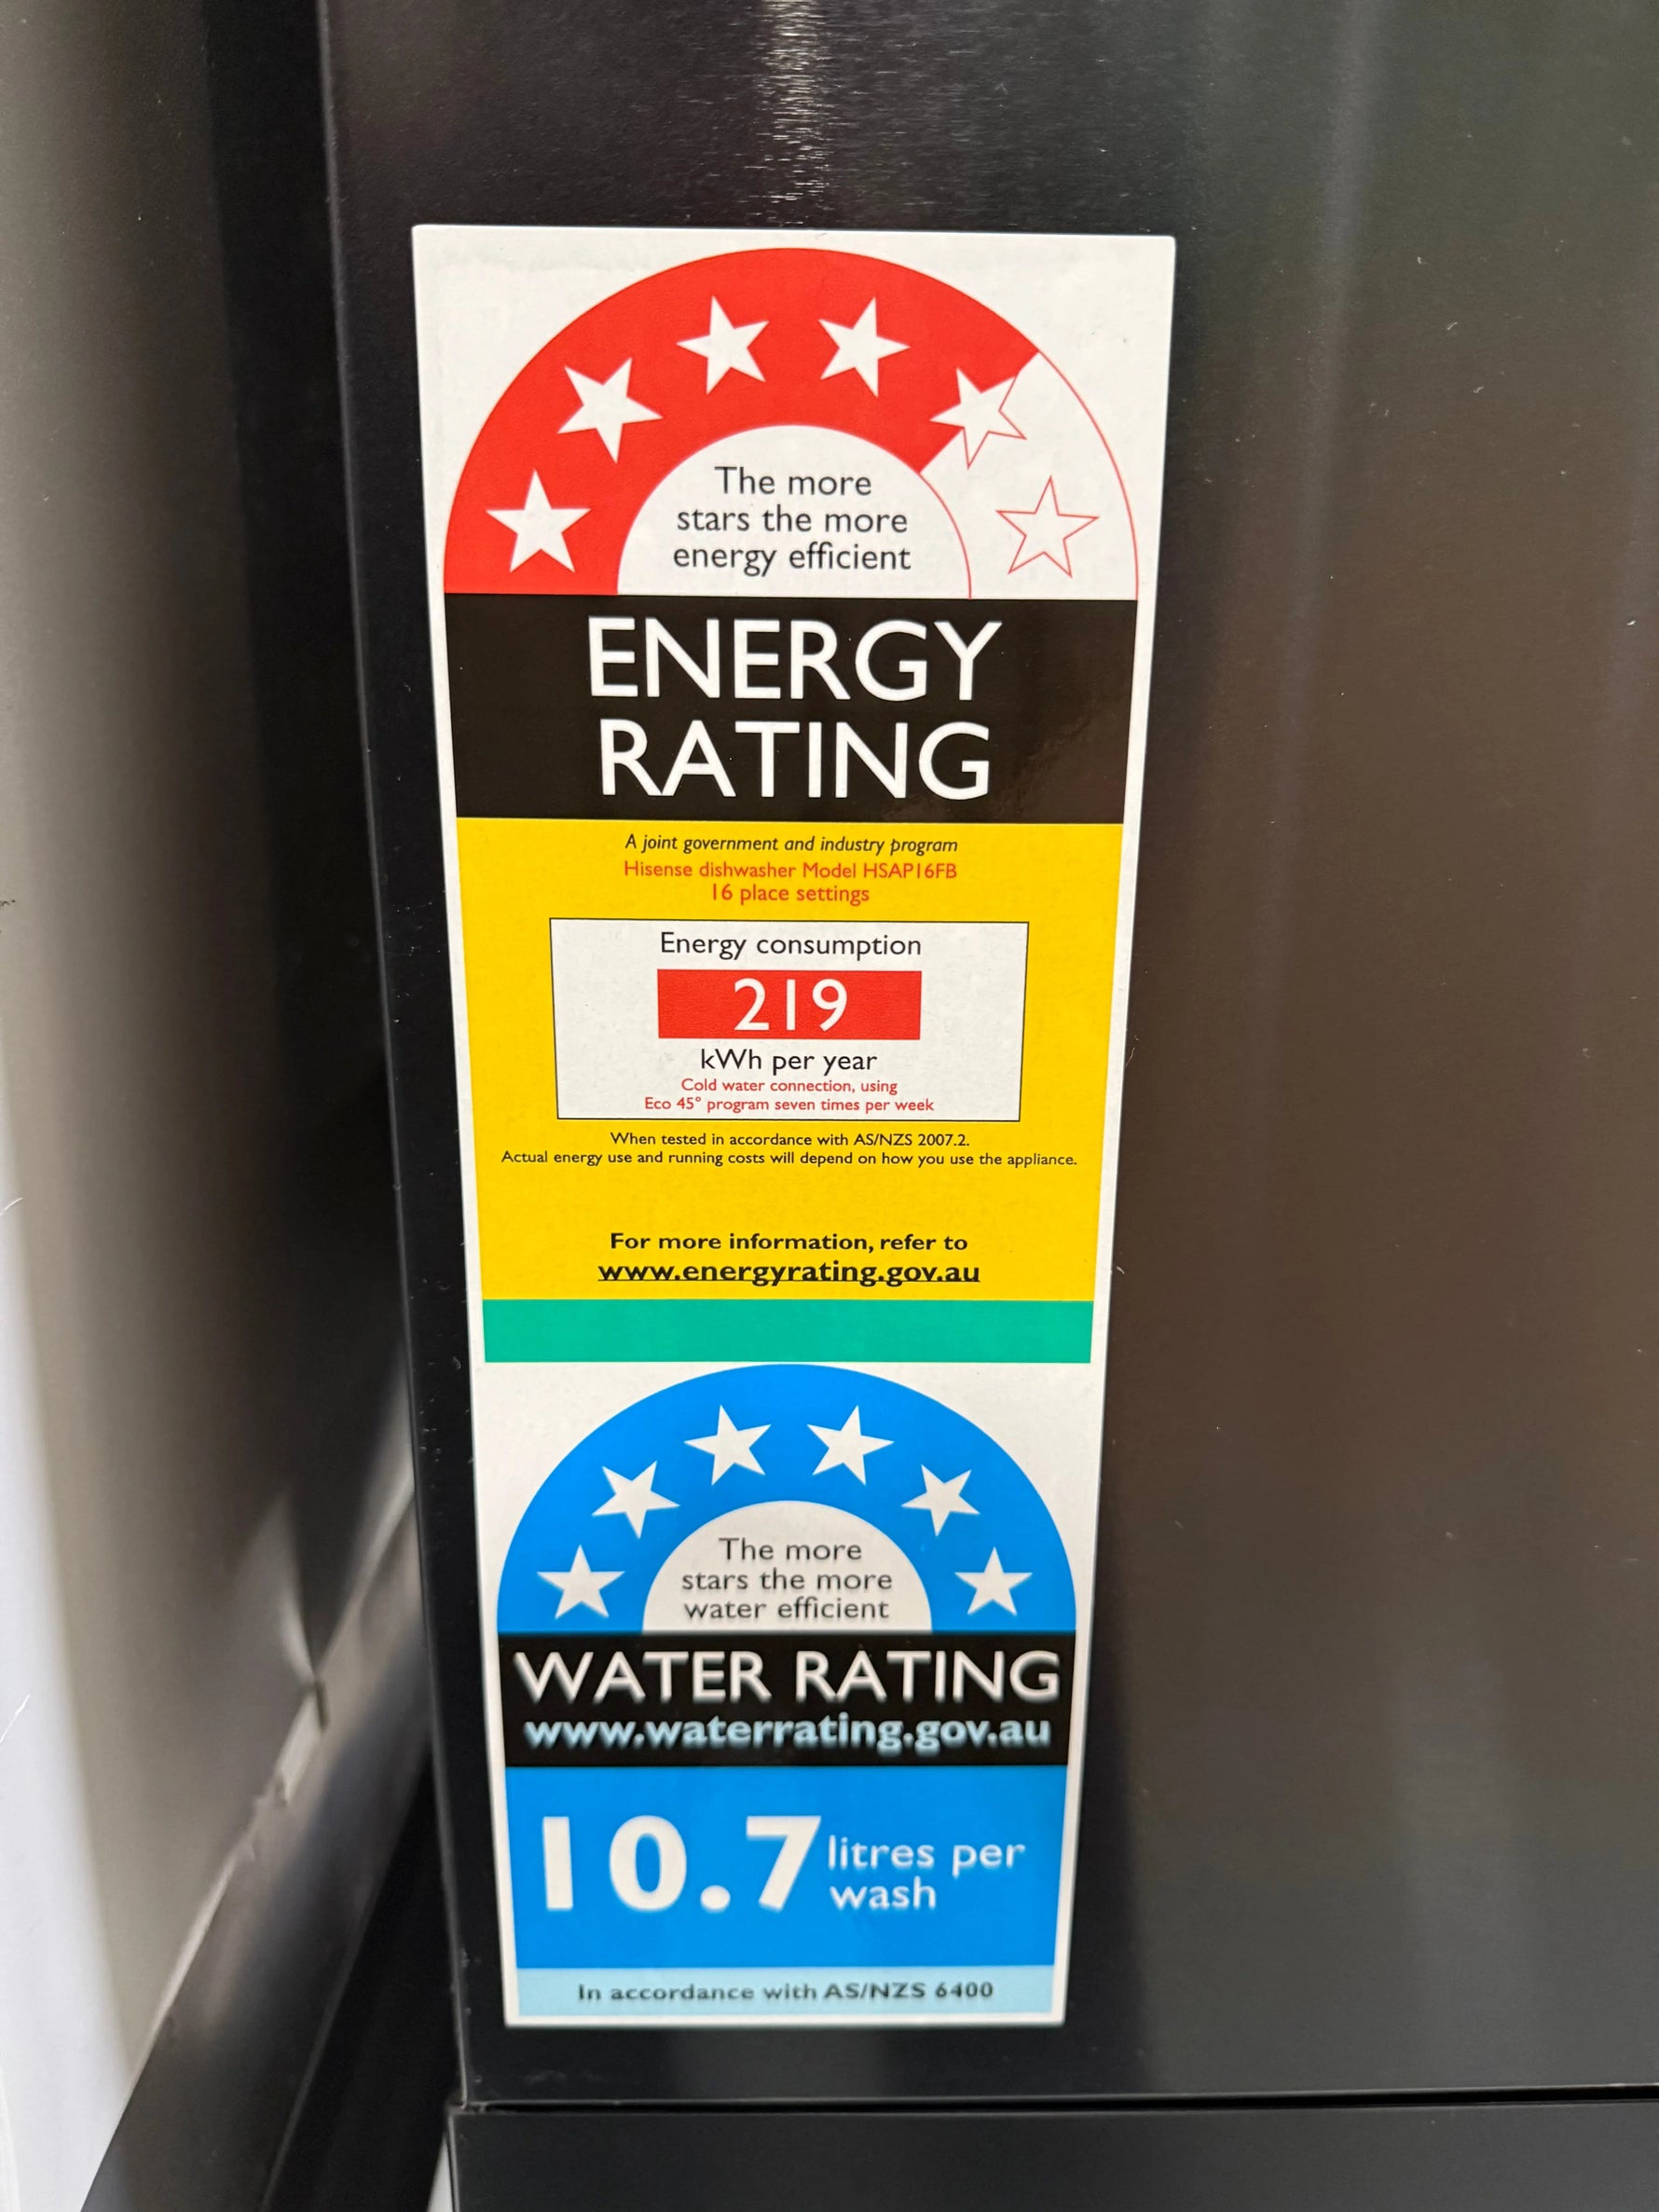 The more
stars the more
energy efficient
ENERGY
RATING
A joint government and industry program
Hisense dishwasher Model HSAP16FB
16 place settings
Energy consumption
219
kWh per year
Cold water connection, using
Eco 45° program seven times per week
When tested in accordance with AS/NZS 2007.2.
Actual energy use and running costs will depend on how you use the appliance.
For more information, refer to
www.energyrating.gov.au
The more
stars the more
water efficient
WATER RATING
www.waterrating.gov.au
10.7 litres per
wash
In accordance with AS/NZS 6400